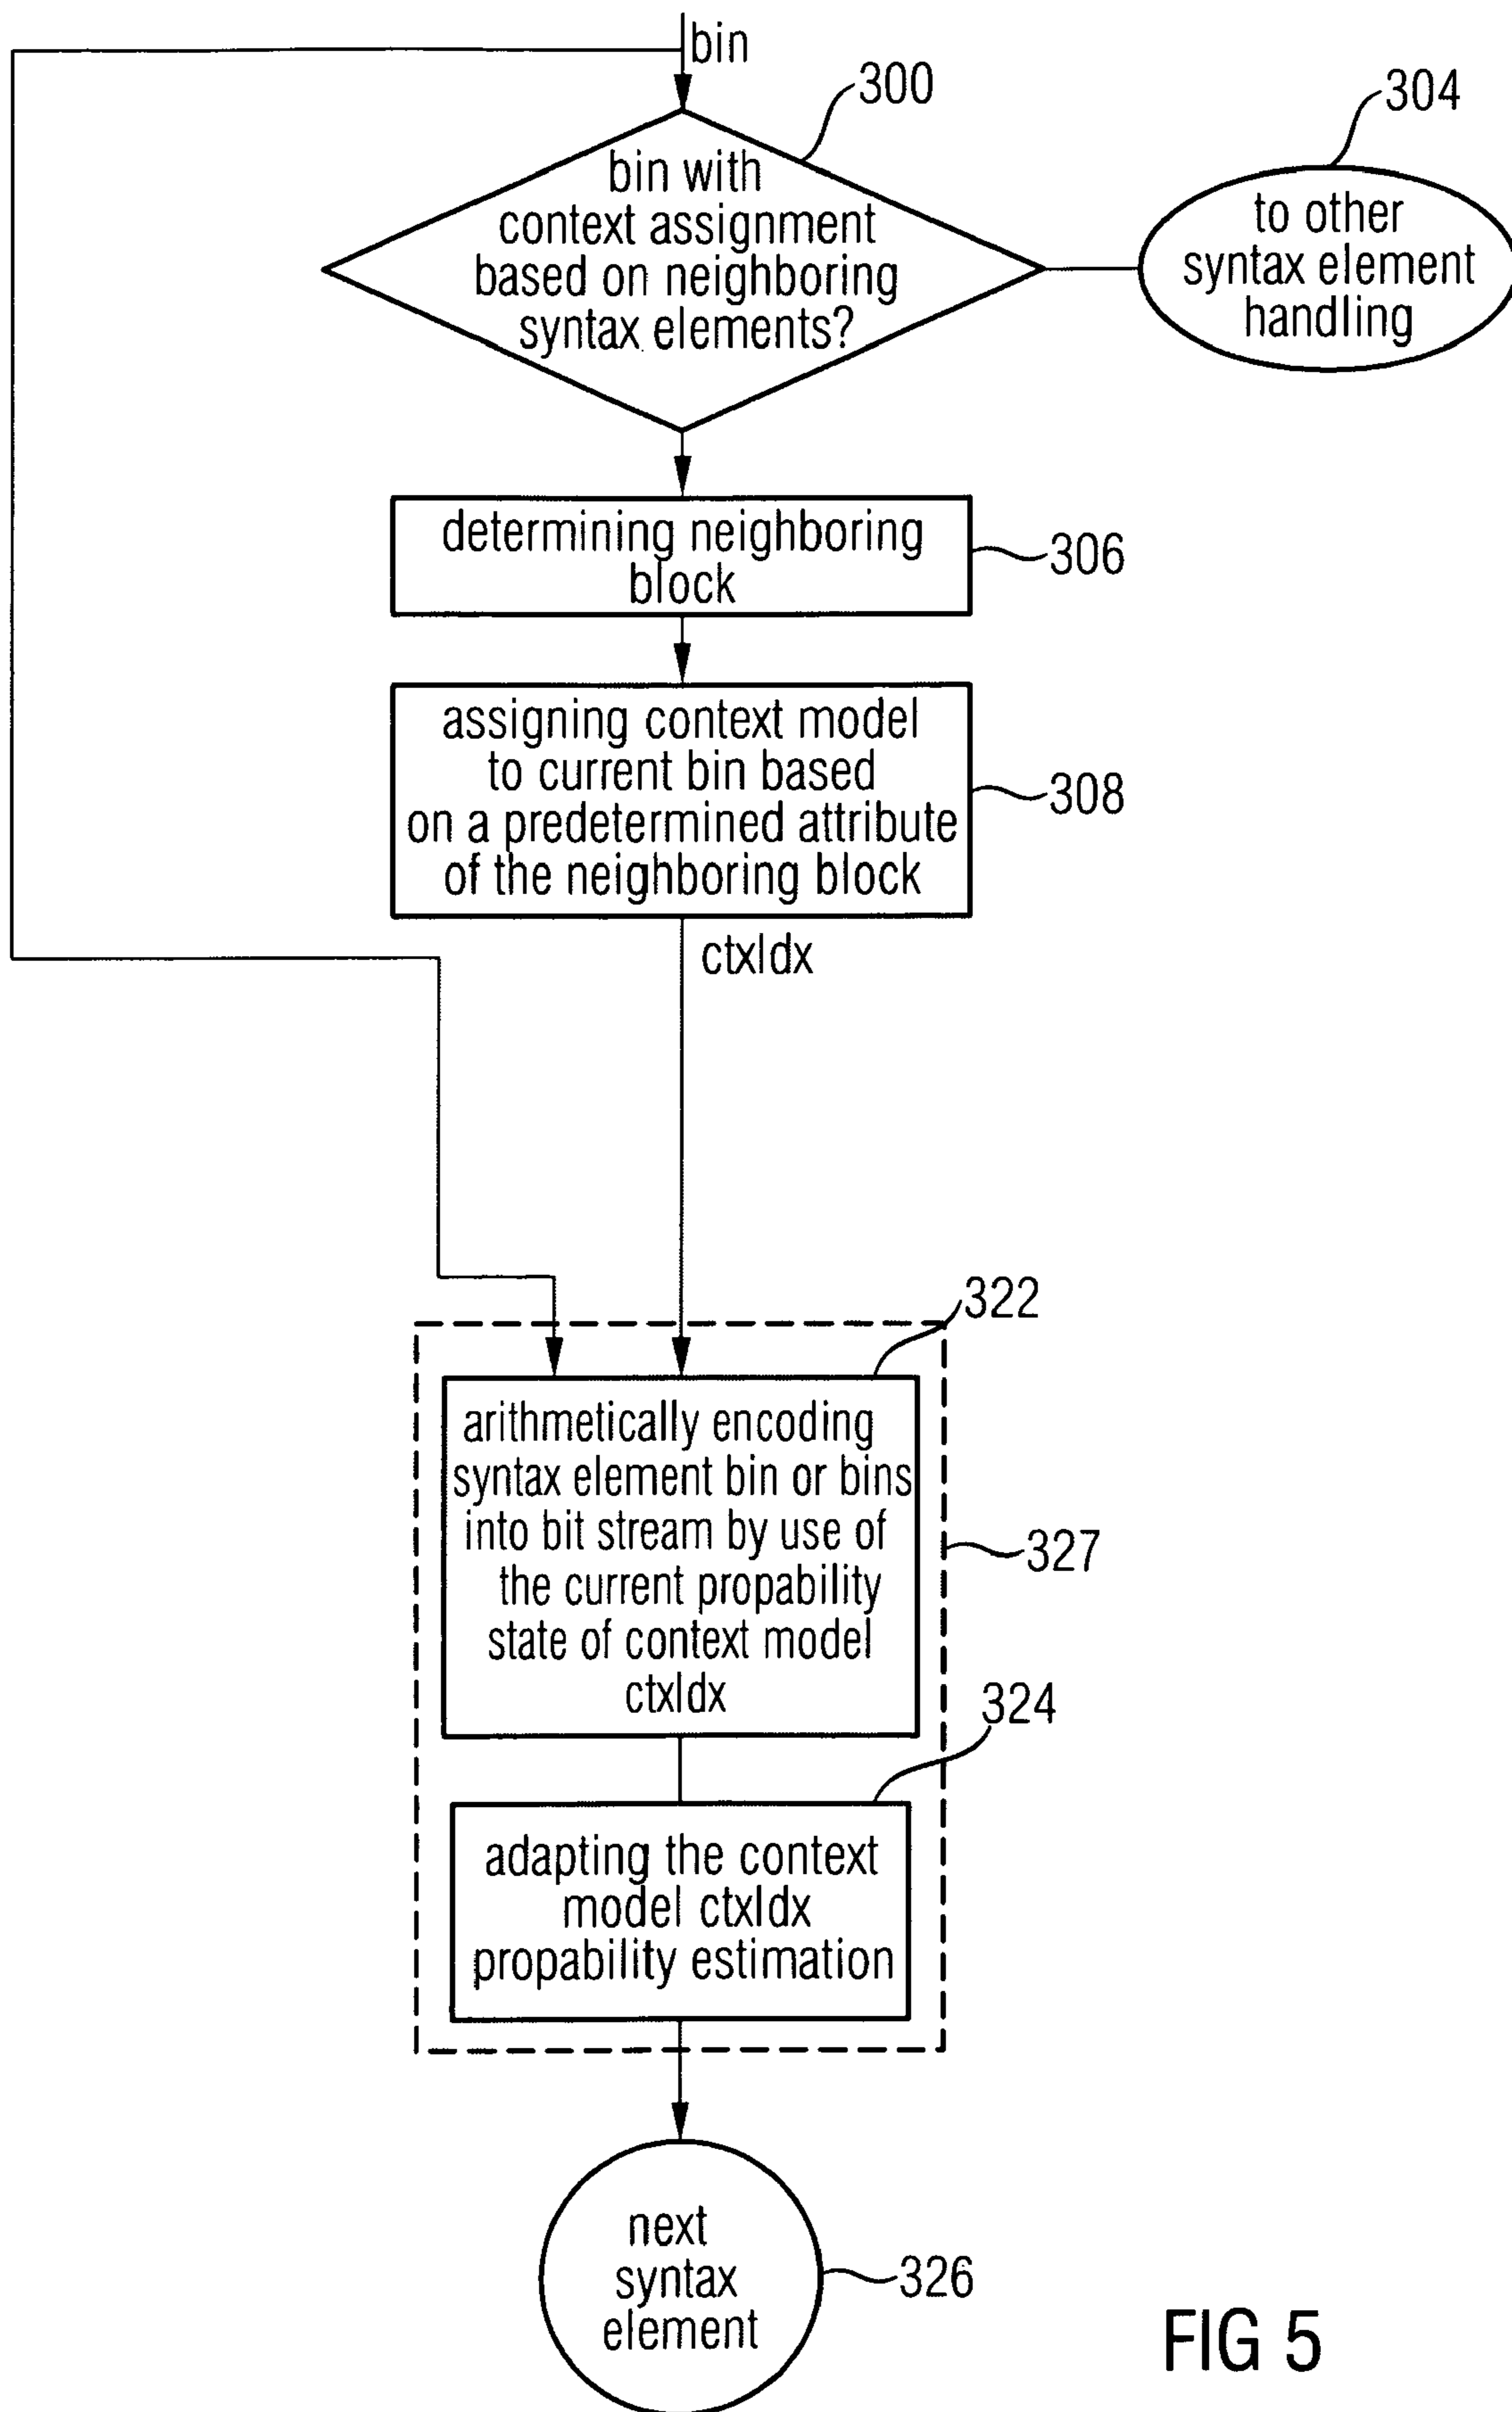 bin
300
304
bin with
context assignment
based on neighboring
syntax elements?
to other
syntax element
handling
determining neighboring
block
306
assigning context model
to current bin based
on a predetermined attribute
of the neighboring block
308
ctxIdx
322
arithmetically encoding
syntax element bin or bins
into bit stream by use of
the current propability
state of context model
ctxIdx
327
324
adapting the context
model ctxIdx
propability estimation
next
syntax
element
326
FIG 5